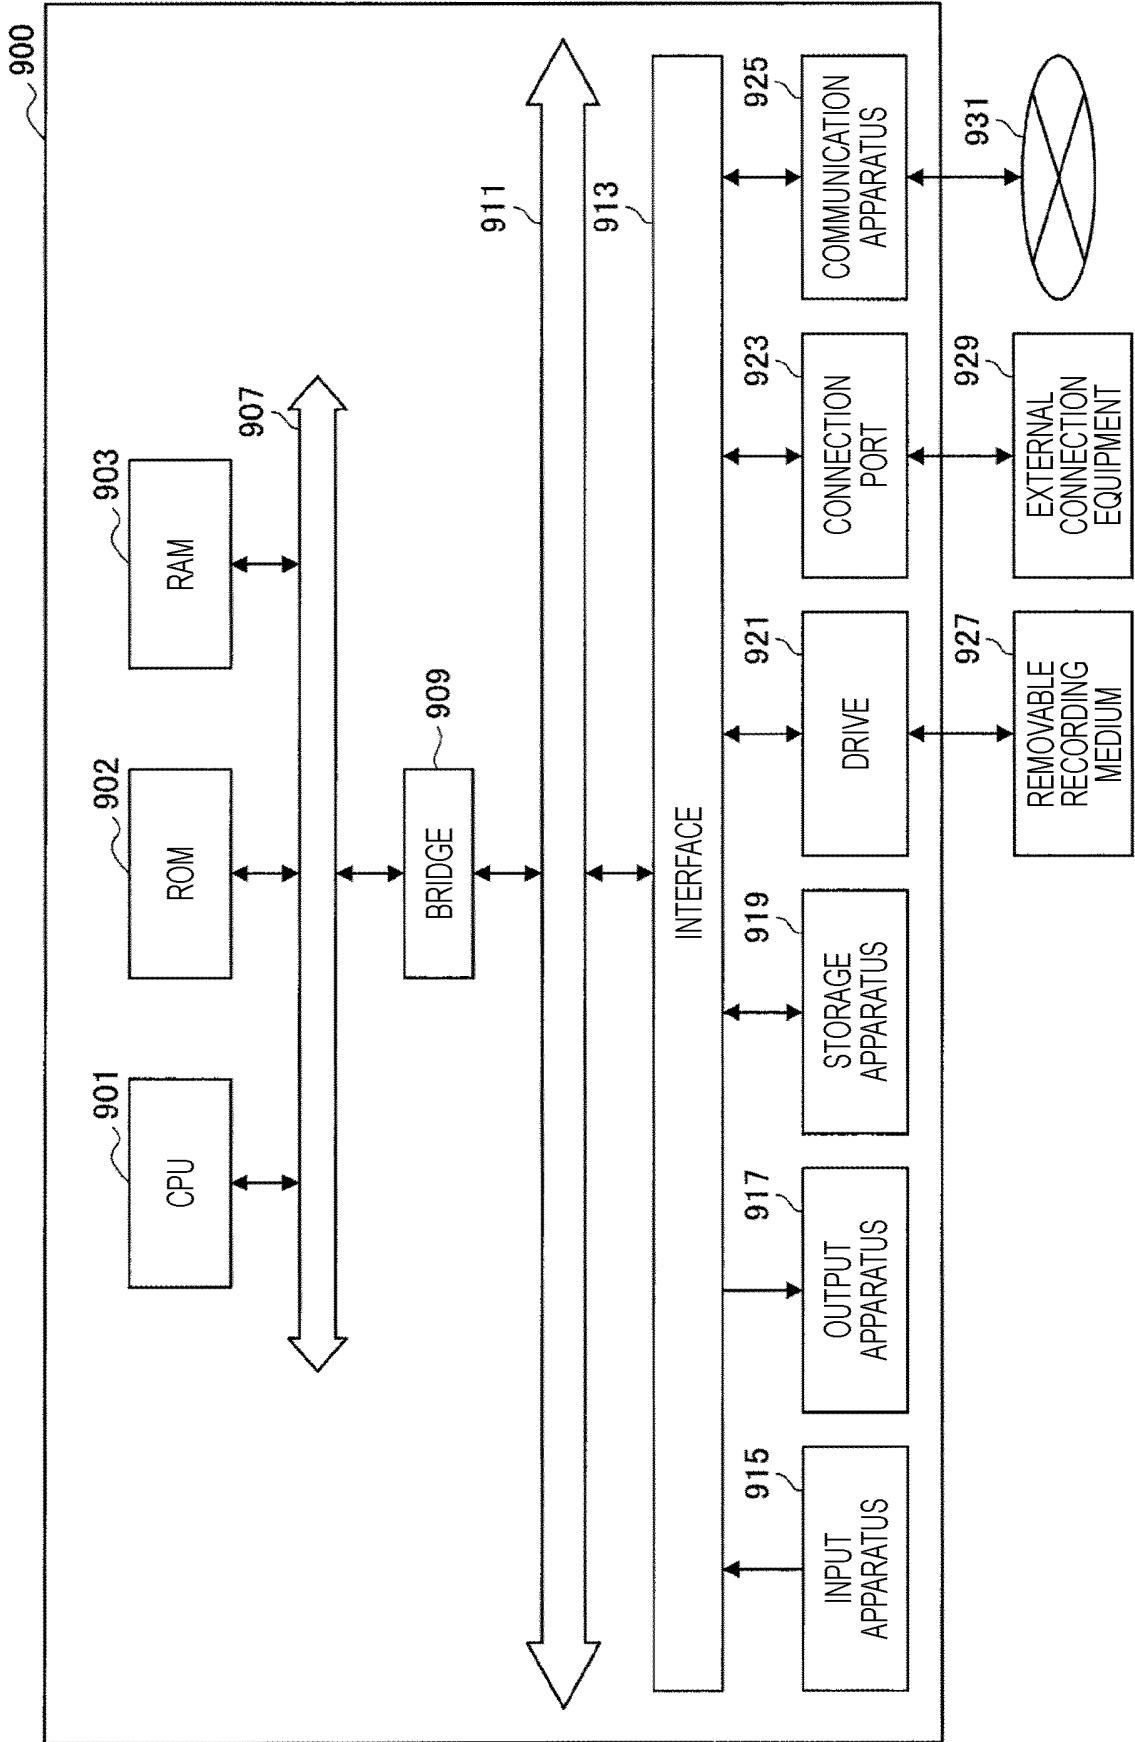 900
901
CPU
902
ROM
903
RAM
907
909
BRIDGE
911
913
INTERFACE
915
INPUT
APPARATUS
917
OUTPUT
APPARATUS
919
STORAGE
APPARATUS
921
DRIVE
923
CONNECTION
PORT
925
COMMUNICATION
APPARATUS
927
REMOVABLE
RECORDING
MEDIUM
929
EXTERNAL
CONNECTION
EQUIPMENT
931